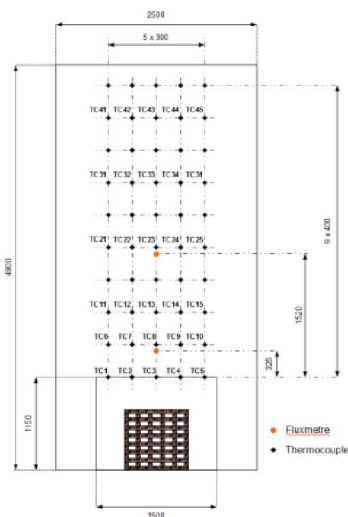 2500
5 x 300
TC41 TC42 TC43 TC44 TC45
TC31 TC32 TC33 TC34 TC31
4900
9 x 400
TC21 TC22 TC23 TC24 TC25
1520
TC11 TC12 TC13 TC14 TC15
TC6 TC7 TC8 TC9 TC10
325
TC1 TC2 TC3 TC4 TC5
1150
Fluxmetre
Thermocouple
1500